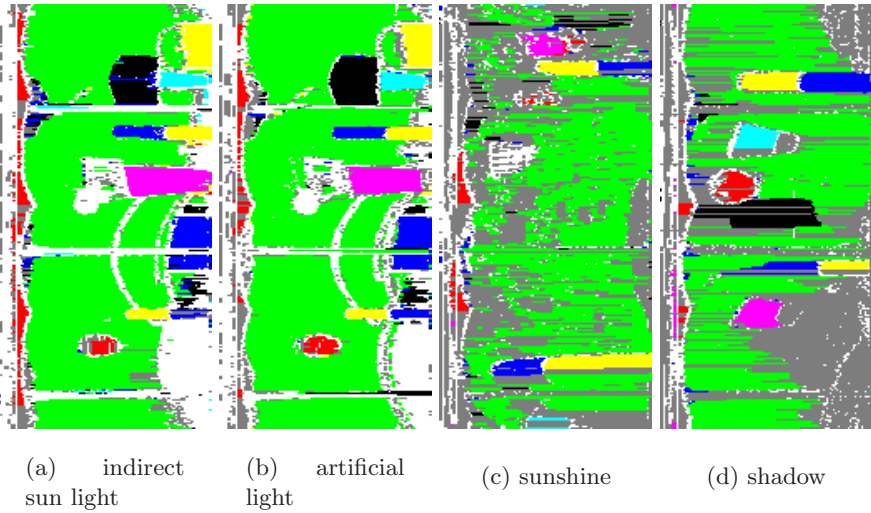 (a) indirect sun light
(b) artificial light
(c) sunshine
(d) shadow